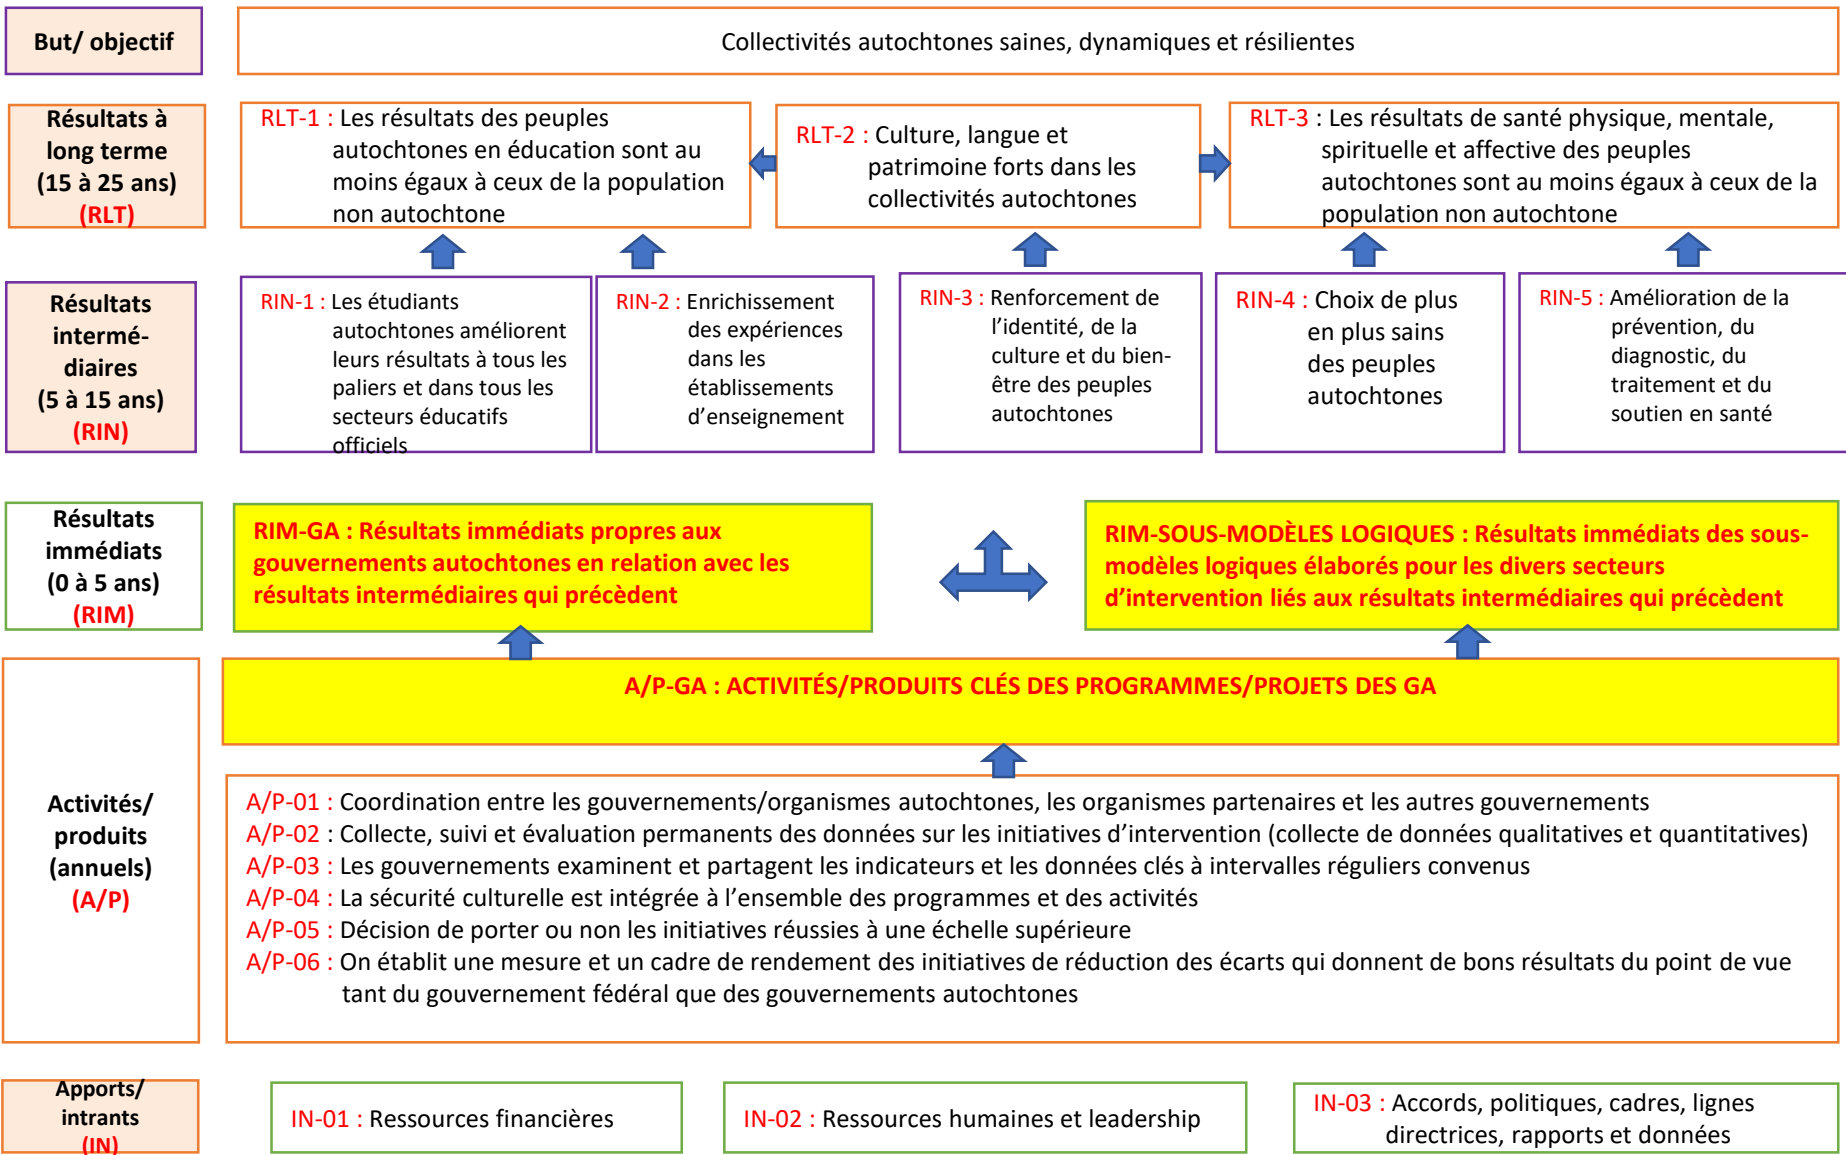 But/ objectif
Collectivités autochtones saines, dynamiques et résilientes
Résultats à
long terme
(15 à 25 ans)
(RLT)
RLT-1 : Les résultats des peuples
autochtones en éducation sont au
moins égaux à ceux de la population
non autochtone
RLT-2 : Culture, langue et
patrimoine forts dans les
collectivités autochtones
RLT-3 : Les résultats de santé physique, mentale,
spirituelle et affective des peuples
autochtones sont au moins égaux à ceux de la
population non autochtone
Résultats
intermé-
diaires
(5 à 15 ans)
(RIN)
RIN-1 : Les étudiants
autochtones améliorent
leurs résultats à tous les
paliers et dans tous les
secteurs éducatifs
officiels
RIN-2 : Enrichissement
des expériences
dans les
établissements
d’enseignement
RIN-3 : Renforcement de
l’identité, de la
culture et du bien-
être des peuples
autochtones
RIN-4 : Choix de plus
en plus sains
des peuples
autochtones
RIN-5 : Amélioration de la
prévention, du
diagnostic, du
traitement et du
soutien en santé
Résultats
immédiats
(0 à 5 ans)
(RIM)
RIM-GA : Résultats immédiats propres aux
gouvernements autochtones en relation avec les
résultats intermédiaires qui précèdent
RIM-SOUS-MODÈLES LOGIQUES : Résultats immédiats des sous-
modèles logiques élaborés pour les divers secteurs
d’intervention liés aux résultats intermédiaires qui précèdent
Activités/
produits
(annuels)
(A/P)
A/P-GA : ACTIVITÉS/PRODUITS CLÉS DES PROGRAMMES/PROJETS DES GA
A/P-01 : Coordination entre les gouvernements/organismes autochtones, les organismes partenaires et les autres gouvernements
A/P-02 : Collecte, suivi et évaluation permanents des données sur les initiatives d’intervention (collecte de données qualitatives et quantitatives)
A/P-03 : Les gouvernements examinent et partagent les indicateurs et les données clés à intervalles réguliers convenus
A/P-04 : La sécurité culturelle est intégrée à l’ensemble des programmes et des activités
A/P-05 : Décision de porter ou non les initiatives réussies à une échelle supérieure
A/P-06 : On établit une mesure et un cadre de rendement des initiatives de réduction des écarts qui donnent de bons résultats du point de vue
tant du gouvernement fédéral que des gouvernements autochtones
Apports/
intrants
(IN)
IN-01 : Ressources financières
IN-02 : Ressources humaines et leadership
IN-03 : Accords, politiques, cadres, lignes
directrices, rapports et données